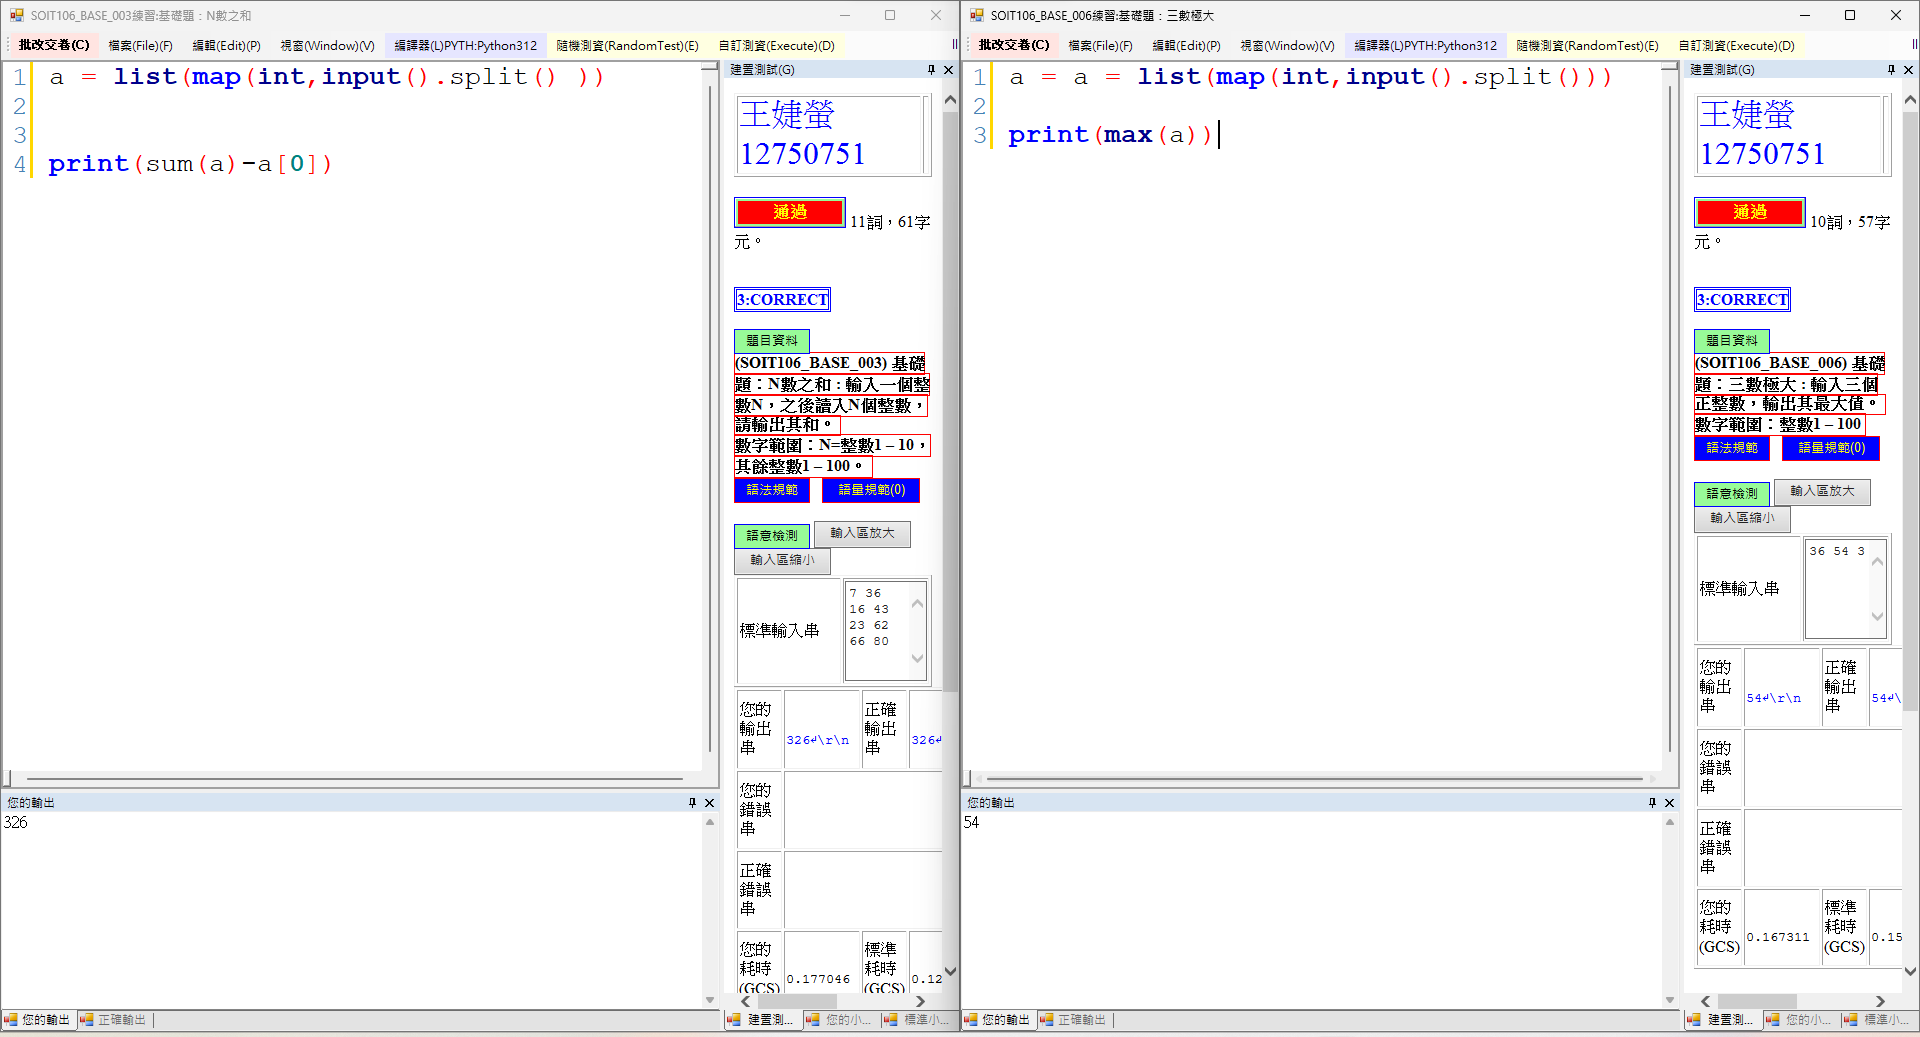 SOIT106_BASE_003練習:基礎題：N數之和
批改交卷(C) 檔案(File)(F) 編輯(Edit)(P) 視窗(Window)(V) 編譯器(L)PYTH:Python312 隨機測資(RandomTest)(E) 自訂測資(Execute)(D)
1 a = list(map(int,input().split() ))
2
3
4 print(sum(a)-a[0])
您的輸出
326
您的輸出 正確輸出
建置測試(G)
王婕螢
12750751
通過 11詞，61字
元。
3:CORRECT
題目資料
(SOIT106_BASE_003) 基礎
題：N數之和 : 輸入一個整
數N，之後讀入N個整數，
請輸出其和。
數字範圍：N=整數1 – 10，
其餘整數1 – 100。
語法規範 語量規範(0)
語意檢測 輸入區放大
輸入區縮小
標準輸入串
7 36
16 43
23 62
66 80
您的
輸出
串
326↲\r\n
正確
輸出
串
326↲
您的
錯誤
串
正確
錯誤
串
您的
耗時
(GCS)
0.177046
標準
耗時
(GCS)
0.12
建置測... 您的小... 標準小...
SOIT106_BASE_006練習:基礎題：三數極大
批改交卷(C) 檔案(File)(F) 編輯(Edit)(P) 視窗(Window)(V) 編譯器(L)PYTH:Python312 隨機測資(RandomTest)(E) 自訂測資(Execute)(D)
1 a = a = list(map(int,input().split()))
2
3 print(max(a))
您的輸出
54
您的輸出 正確輸出
建置測試(G)
王婕螢
12750751
通過 10詞，57字
元。
3:CORRECT
題目資料
(SOIT106_BASE_006) 基礎
題：三數極大 : 輸入三個
正整數，輸出其最大值。
數字範圍：整數1 – 100
語法規範 語量規範(0)
語意檢測 輸入區放大
輸入區縮小
標準輸入串
36 54 3
您的
輸出
串
54↲\r\n
正確
輸出
串
54↲\
您的
錯誤
串
正確
錯誤
串
您的
耗時
(GCS)
0.167311
標準
耗時
(GCS)
0.15
建置測... 您的小... 標準小...